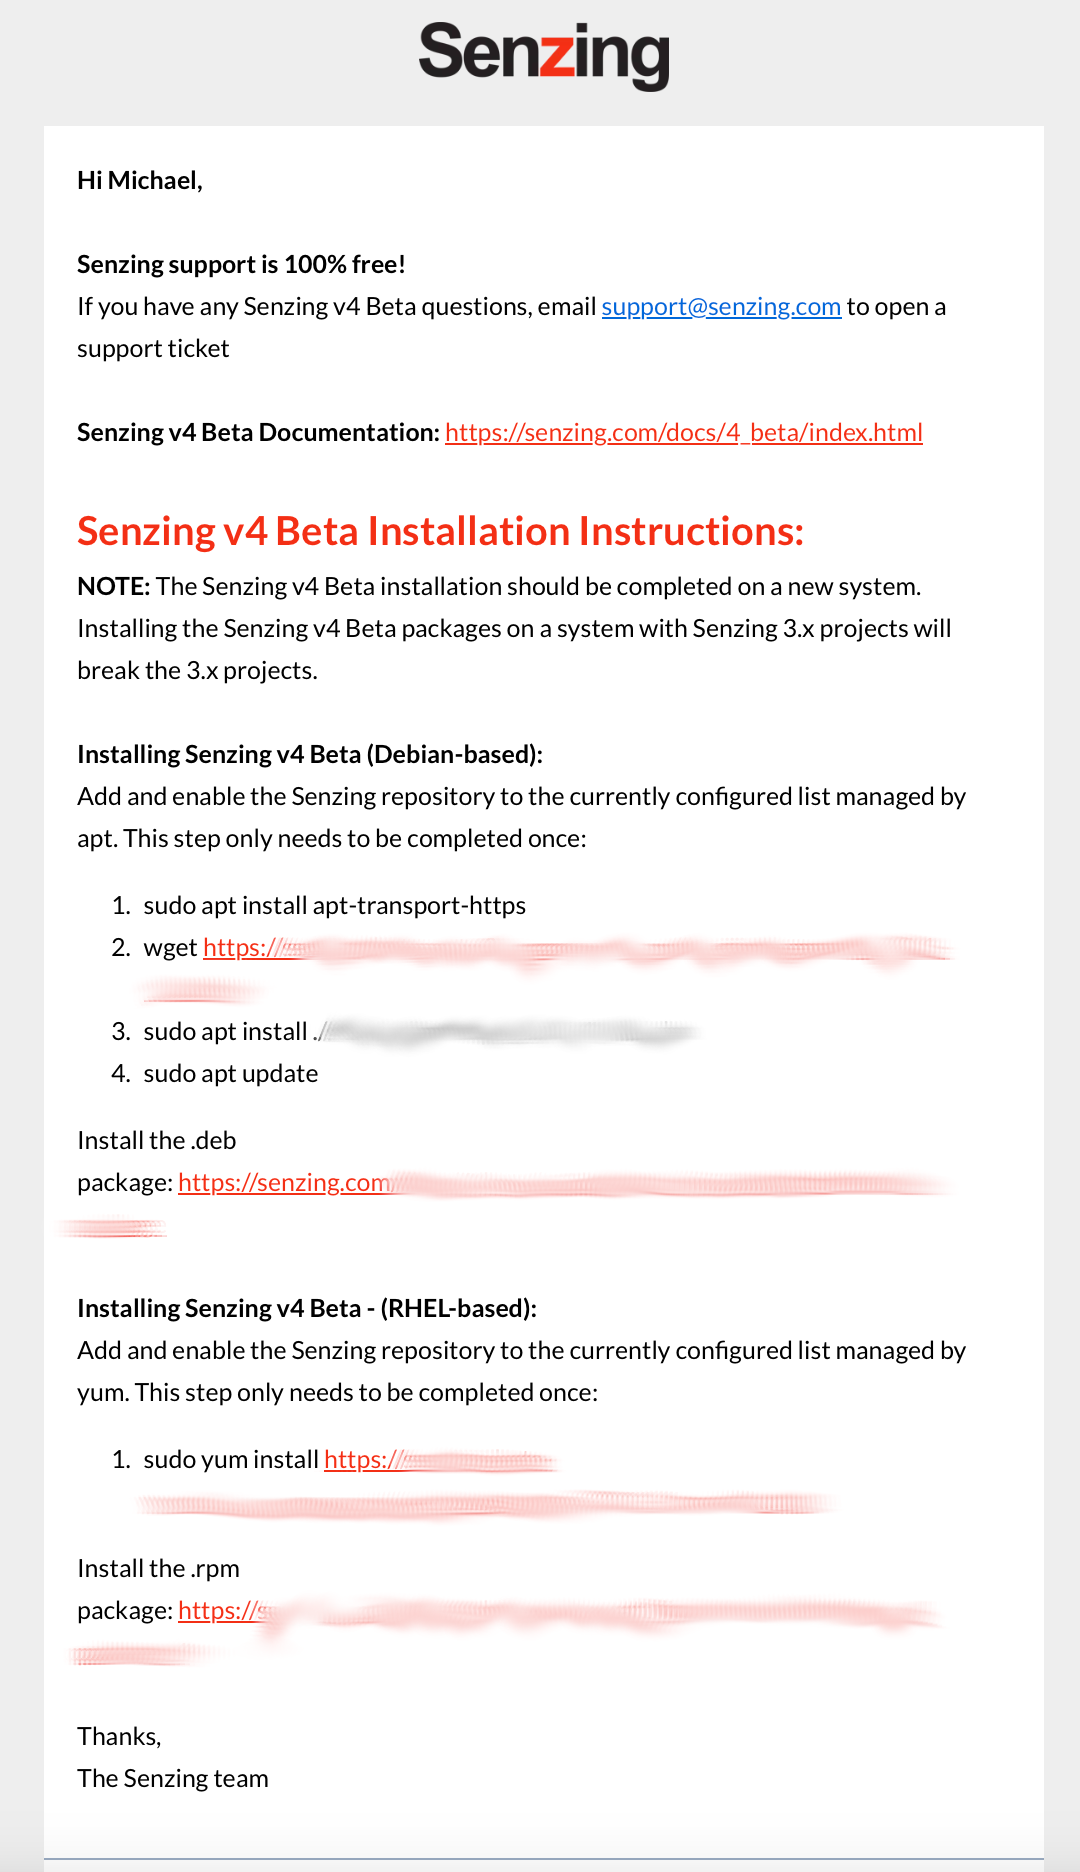 Senzing
Hi Michael,
Senzing support is 100% free!
If you have any Senzing v4 Beta questions, email support@senzing.com to open a
support ticket
Senzing v4 Beta Documentation: https://senzing.com/docs/4_beta/index.html
Senzing v4 Beta Installation Instructions:
NOTE: The Senzing v4 Beta installation should be completed on a new system.
Installing the Senzing v4 Beta packages on a system with Senzing 3.x projects will
break the 3.x projects.
Installing Senzing v4 Beta (Debian-based):
Add and enable the Senzing repository to the currently configured list managed by
apt. This step only needs to be completed once:
1. sudo apt install apt-transport-https
2. wget https://
3. sudo apt install ./
4. sudo apt update
Install the .deb
package: https://senzing.com/
Installing Senzing v4 Beta - (RHEL-based):
Add and enable the Senzing repository to the currently configured list managed by
yum. This step only needs to be completed once:
1. sudo yum install https://
Install the .rpm
package: https://
Thanks,
The Senzing team